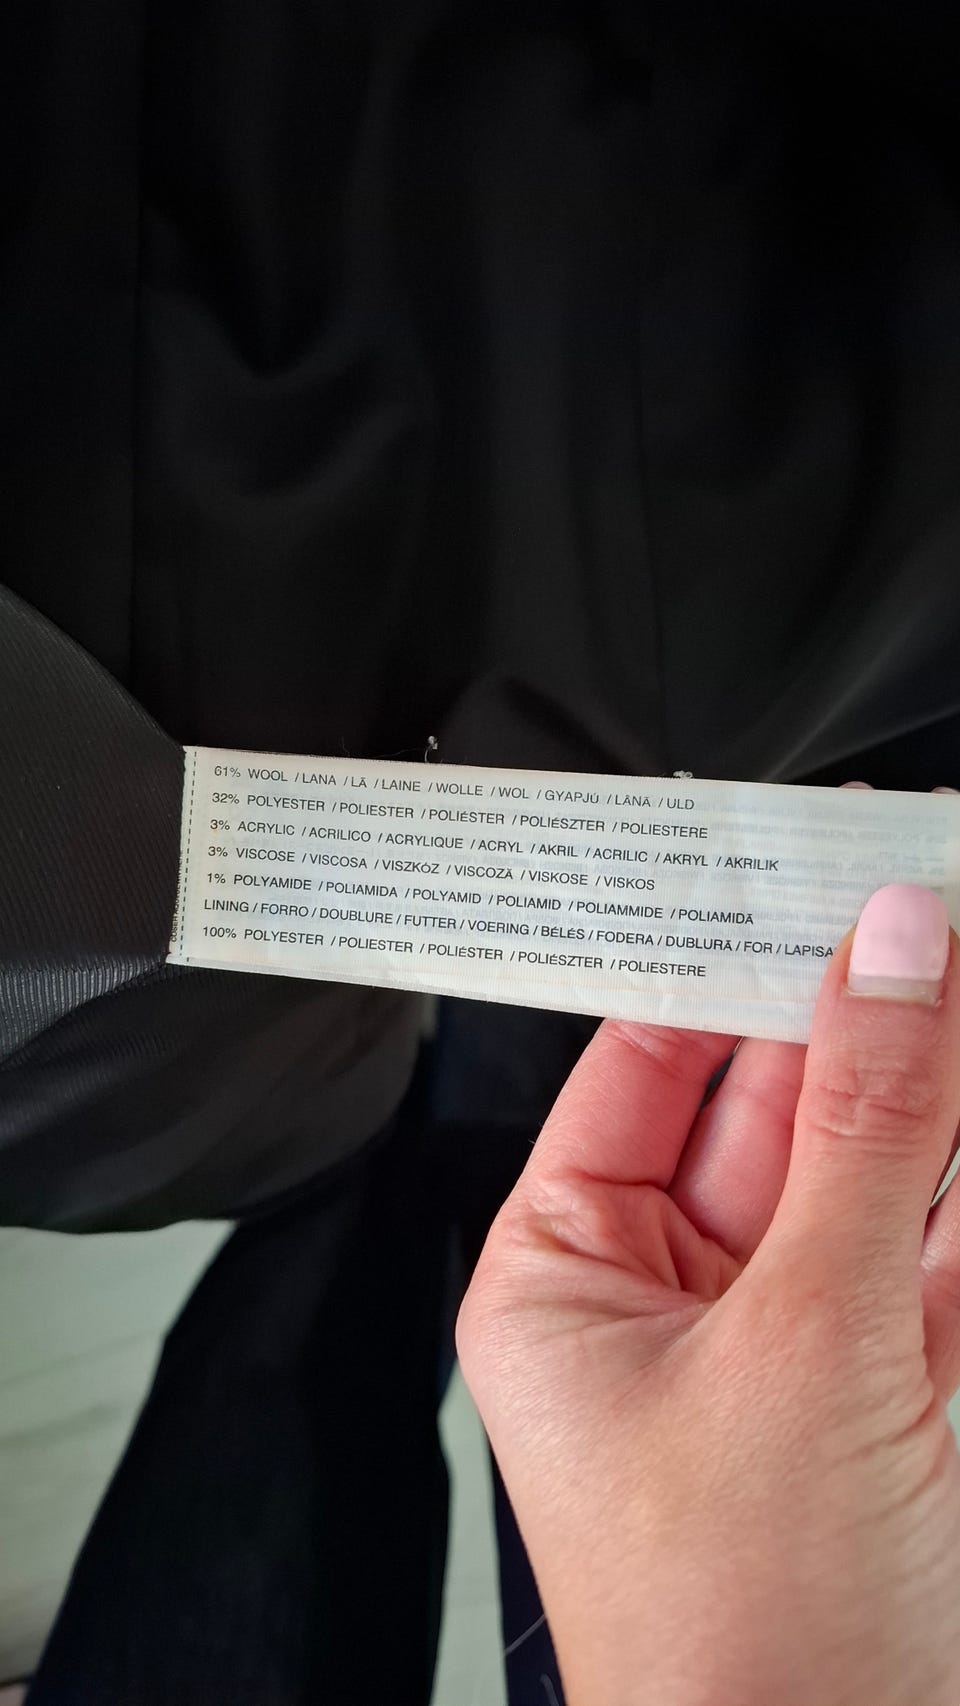 61% WOOL / LANA / LÃ / LAINE / WOLLE / WOL / GYAPJÚ / LÂNĂ / ULD
32% POLYESTER / POLIESTER / POLIÉSTER / POLIÉSZTER / POLIESTERE
3% ACRYLIC / ACRILICO / ACRYLIQUE / ACRYL / AKRIL / ACRILIC / AKRYL / AKRILIK
3% VISCOSE / VISCOSA / VISZKÓZ / VISCOZĂ / VISKOSE / VISKOS
1% POLYAMIDE / POLIAMIDA / POLYAMID / POLIAMID / POLIAMMIDE / POLIAMIDĂ
LINING / FORRO / DOUBLURE / FUTTER / VOERING / BÉLÉS / FODERA / DUBLURĂ / FOR /
100% POLYESTER / POLIESTER / POLIÉSTER / POLIÉSZTER / POLIESTERE